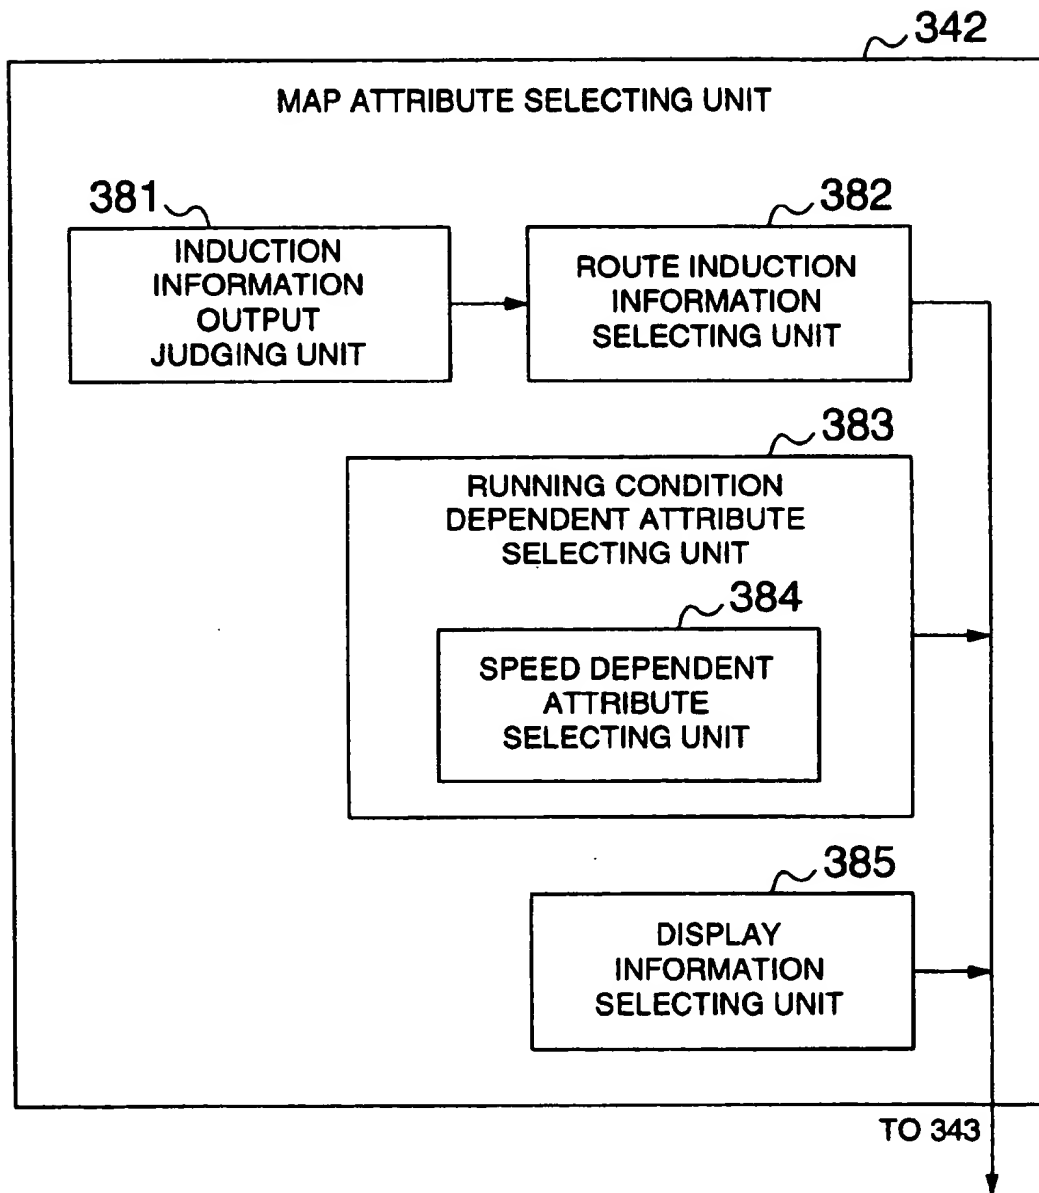 342
MAP ATTRIBUTE SELECTING UNIT
381
INDUCTION
INFORMATION
OUTPUT
JUDGING UNIT
382
ROUTE INDUCTION
INFORMATION
SELECTING UNIT
383
RUNNING CONDITION
DEPENDENT ATTRIBUTE
SELECTING UNIT
384
SPEED DEPENDENT
ATTRIBUTE
SELECTING UNIT
385
DISPLAY
INFORMATION
SELECTING UNIT
TO 343